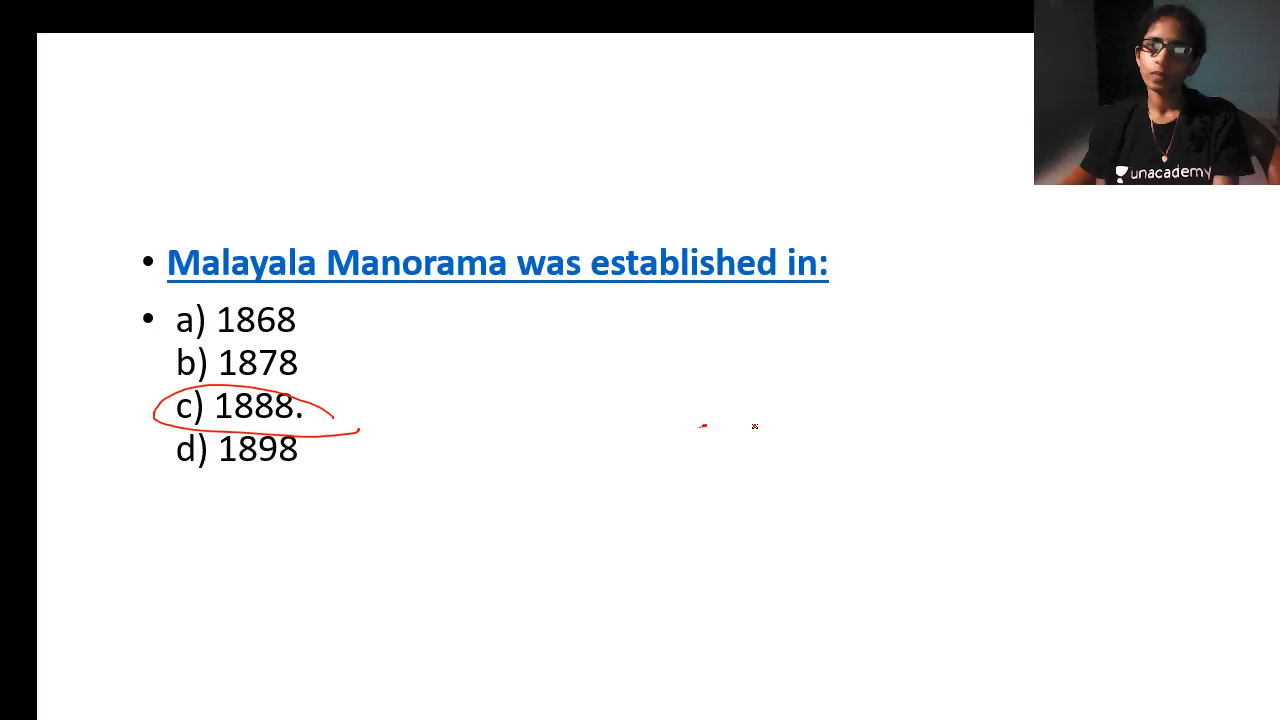 unacademy
• Malayala Manorama was established in:
• a) 1868
b) 1878
c) 1888.
d) 1898